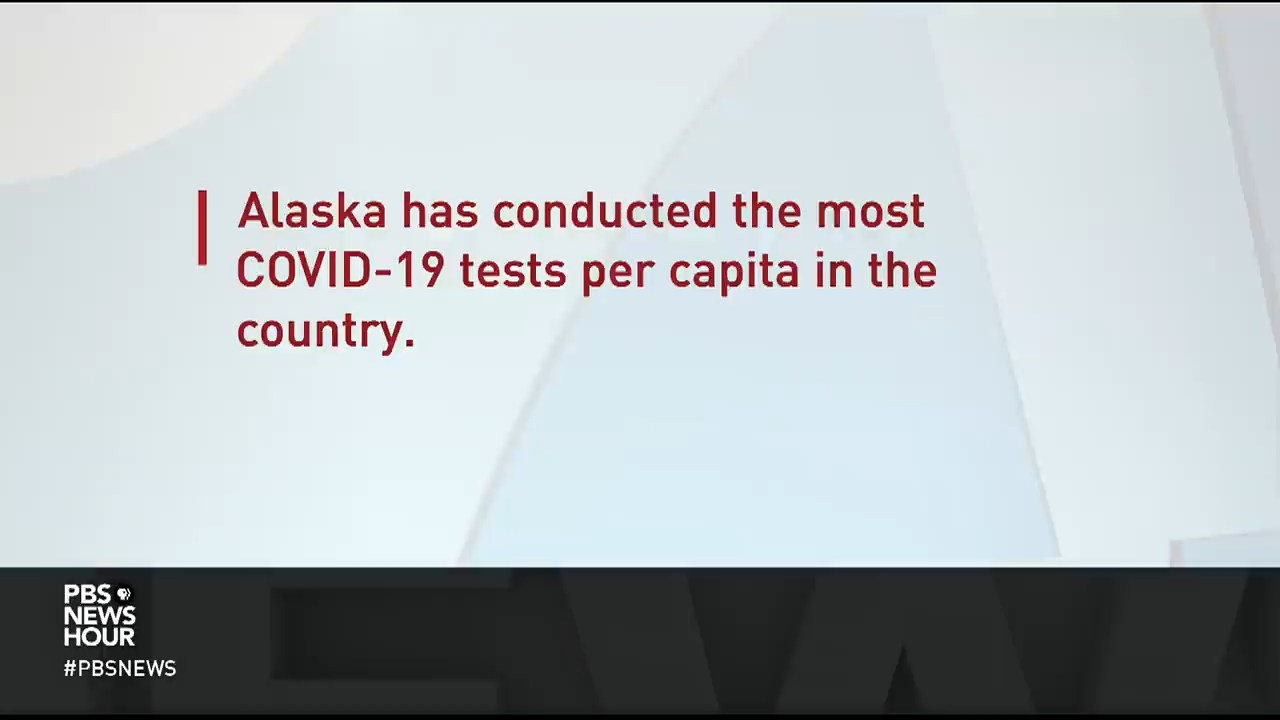 Alaska has conducted the most
COVID-19 tests per capita in the
country.
PBS
NEWS
HOUR
#PBSNEWS